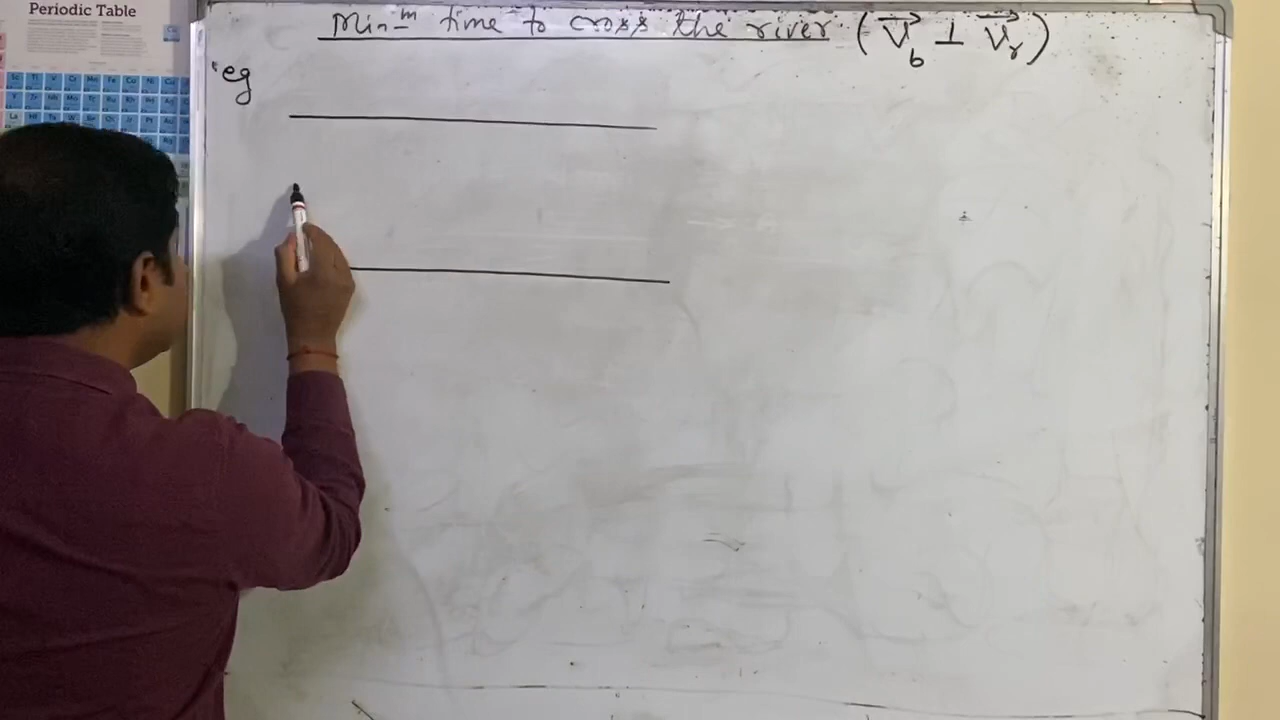 Periodic Table
Min-m time to cross the river (V⃗b ⊥ V⃗r)
eg